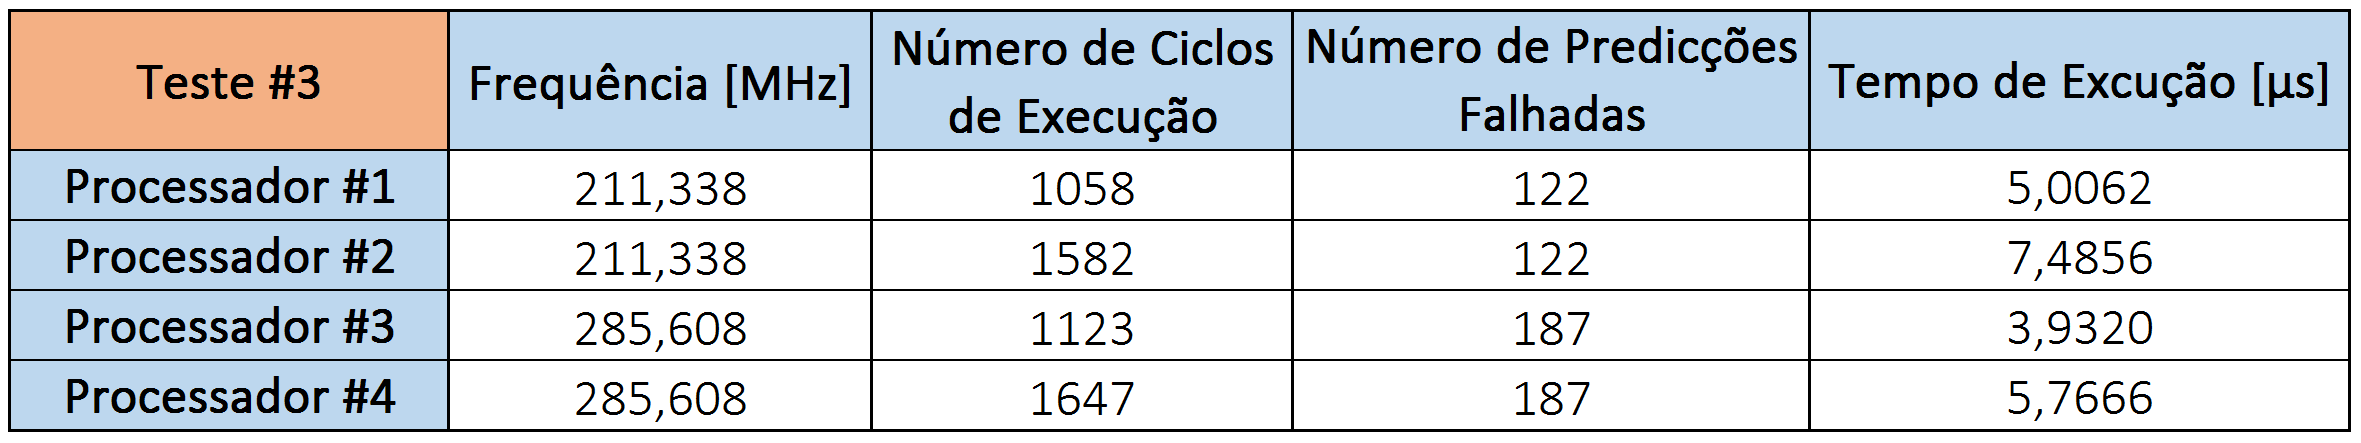 Teste #3 Frequência [MHz] Número de Ciclos de Execução Número de Predicções Falhadas Tempo de Excução [µs]
Processador #1 211,338 1058 122 5,0062
Processador #2 211,338 1582 122 7,4856
Processador #3 285,608 1123 187 3,9320
Processador #4 285,608 1647 187 5,7666